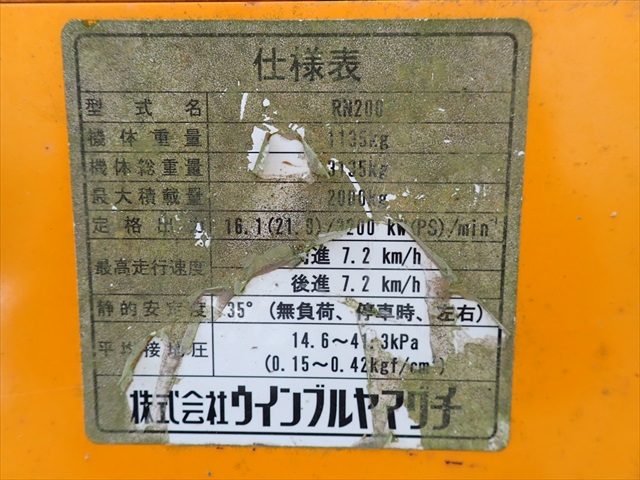 仕様表
型式名 RN200
機体重量 1135kg
機体総重量 3135kg
最大積載量 2000kg
定格出力 16.1(21.9)/2200 kW(PS)/min
最高走行速度 前進 7.2 km/h
後進 7.2 km/h
静的安定度 35° (無負荷、停車時、左右)
平均接地圧 14.6～41.3kPa
(0.15～0.42kgf/cm²)
株式会社ウインブルヤマグチ